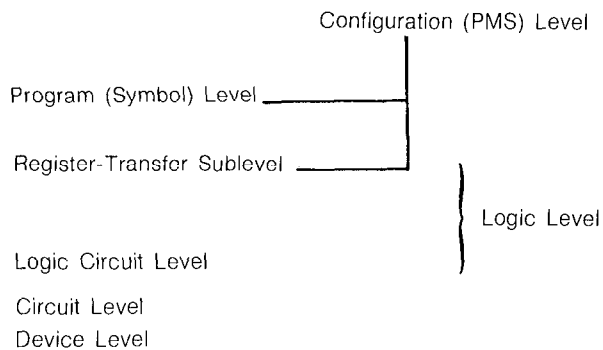 Configuration (PMS) Level
Program (Symbol) Level
Register-Transfer Sublevel
Logic Level
Logic Circuit Level
Circuit Level
Device Level